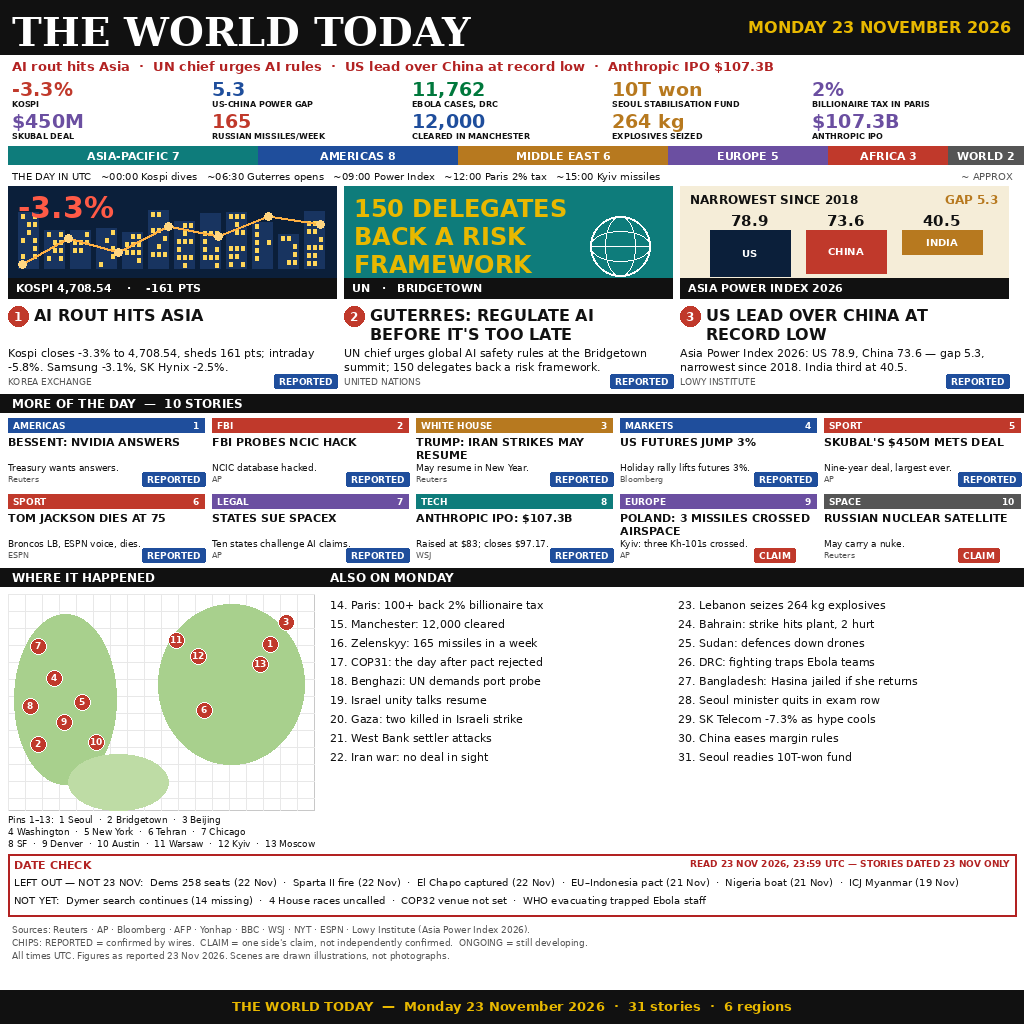 THE WORLD TODAY
MONDAY 23 NOVEMBER 2026
AI rout hits Asia · UN chief urges AI rules · US lead over China at record low · Anthropic IPO $107.3B
-3.3%
KOSPI
5.3
US-CHINA POWER GAP
11,762
EBOLA CASES, DRC
10T won
SEOUL STABILISATION FUND
2%
BILLIONAIRE TAX IN PARIS
$450M
SKUBAL DEAL
165
RUSSIAN MISSILES/WEEK
12,000
CLEARED IN MANCHESTER
264 kg
EXPLOSIVES SEIZED
$107.3B
ANTHROPIC IPO
ASIA-PACIFIC 7
AMERICAS 8
MIDDLE EAST 6
EUROPE 5
AFRICA 3
WORLD 2
THE DAY IN UTC ~00:00 Kospi dives ~06:30 Guterres opens ~09:00 Power Index ~12:00 Paris 2% tax ~15:00 Kyiv missiles
~ APPROX
-3.3%
KOSPI 4,708.54 · -161 PTS
150 DELEGATES
BACK A RISK
FRAMEWORK
UN · BRIDGETOWN
NARROWEST SINCE 2018
GAP 5.3
78.9
73.6
40.5
US
CHINA
INDIA
ASIA POWER INDEX 2026
1 AI ROUT HITS ASIA
Kospi closes -3.3% to 4,708.54, sheds 161 pts; intraday
-5.8%. Samsung -3.1%, SK Hynix -2.5%.
KOREA EXCHANGE
REPORTED
2 GUTERRES: REGULATE AI
BEFORE IT'S TOO LATE
UN chief urges global AI safety rules at the Bridgetown
summit; 150 delegates back a risk framework.
UNITED NATIONS
REPORTED
3 US LEAD OVER CHINA AT
RECORD LOW
Asia Power Index 2026: US 78.9, China 73.6 — gap 5.3,
narrowest since 2018. India third at 40.5.
LOWY INSTITUTE
REPORTED
MORE OF THE DAY — 10 STORIES
AMERICAS 1
BESSENT: NVIDIA ANSWERS
Treasury wants answers.
Reuters
REPORTED
FBI 2
FBI PROBES NCIC HACK
NCIC database hacked.
AP
REPORTED
WHITE HOUSE 3
TRUMP: IRAN STRIKES MAY
RESUME
May resume in New Year.
Reuters
REPORTED
MARKETS 4
US FUTURES JUMP 3%
Holiday rally lifts futures 3%.
Bloomberg
REPORTED
SPORT 5
SKUBAL'S $450M METS DEAL
Nine-year deal, largest ever.
AP
REPORTED
SPORT 6
TOM JACKSON DIES AT 75
Broncos LB, ESPN voice, dies.
ESPN
REPORTED
LEGAL 7
STATES SUE SPACEX
Ten states challenge AI claims.
AP
REPORTED
TECH 8
ANTHROPIC IPO: $107.3B
Raised at $83; closes $97.17.
WSJ
REPORTED
EUROPE 9
POLAND: 3 MISSILES CROSSED
AIRSPACE
Kyiv: three Kh-101s crossed.
AP
CLAIM
SPACE 10
RUSSIAN NUCLEAR SATELLITE
May carry a nuke.
Reuters
CLAIM
WHERE IT HAPPENED
3
11
7
1
12
13
4
5
8
6
9
2
10
Pins 1–13: 1 Seoul · 2 Bridgetown · 3 Beijing
4 Washington · 5 New York · 6 Tehran · 7 Chicago
8 SF · 9 Denver · 10 Austin · 11 Warsaw · 12 Kyiv · 13 Moscow
ALSO ON MONDAY
14. Paris: 100+ back 2% billionaire tax
15. Manchester: 12,000 cleared
16. Zelenskyy: 165 missiles in a week
17. COP31: the day after pact rejected
18. Benghazi: UN demands port probe
19. Israel unity talks resume
20. Gaza: two killed in Israeli strike
21. West Bank settler attacks
22. Iran war: no deal in sight
23. Lebanon seizes 264 kg explosives
24. Bahrain: strike hits plant, 2 hurt
25. Sudan: defences down drones
26. DRC: fighting traps Ebola teams
27. Bangladesh: Hasina jailed if she returns
28. Seoul minister quits in exam row
29. SK Telecom -7.3% as hype cools
30. China eases margin rules
31. Seoul readies 10T-won fund
DATE CHECK
READ 23 NOV 2026, 23:59 UTC — STORIES DATED 23 NOV ONLY
LEFT OUT — NOT 23 NOV: Dems 258 seats (22 Nov) · Sparta II fire (22 Nov) · El Chapo captured (22 Nov) · EU–Indonesia pact (21 Nov) · Nigeria boat (21 Nov) · ICJ Myanmar (19 Nov)
NOT YET: Dymer search continues (14 missing) · 4 House races uncalled · COP32 venue not set · WHO evacuating trapped Ebola staff
Sources: Reuters · AP · Bloomberg · AFP · Yonhap · BBC · WSJ · NYT · ESPN · Lowy Institute (Asia Power Index 2026).
CHIPS: REPORTED = confirmed by wires. CLAIM = one side's claim, not independently confirmed. ONGOING = still developing.
All times UTC. Figures as reported 23 Nov 2026. Scenes are drawn illustrations, not photographs.
THE WORLD TODAY — Monday 23 November 2026 · 31 stories · 6 regions